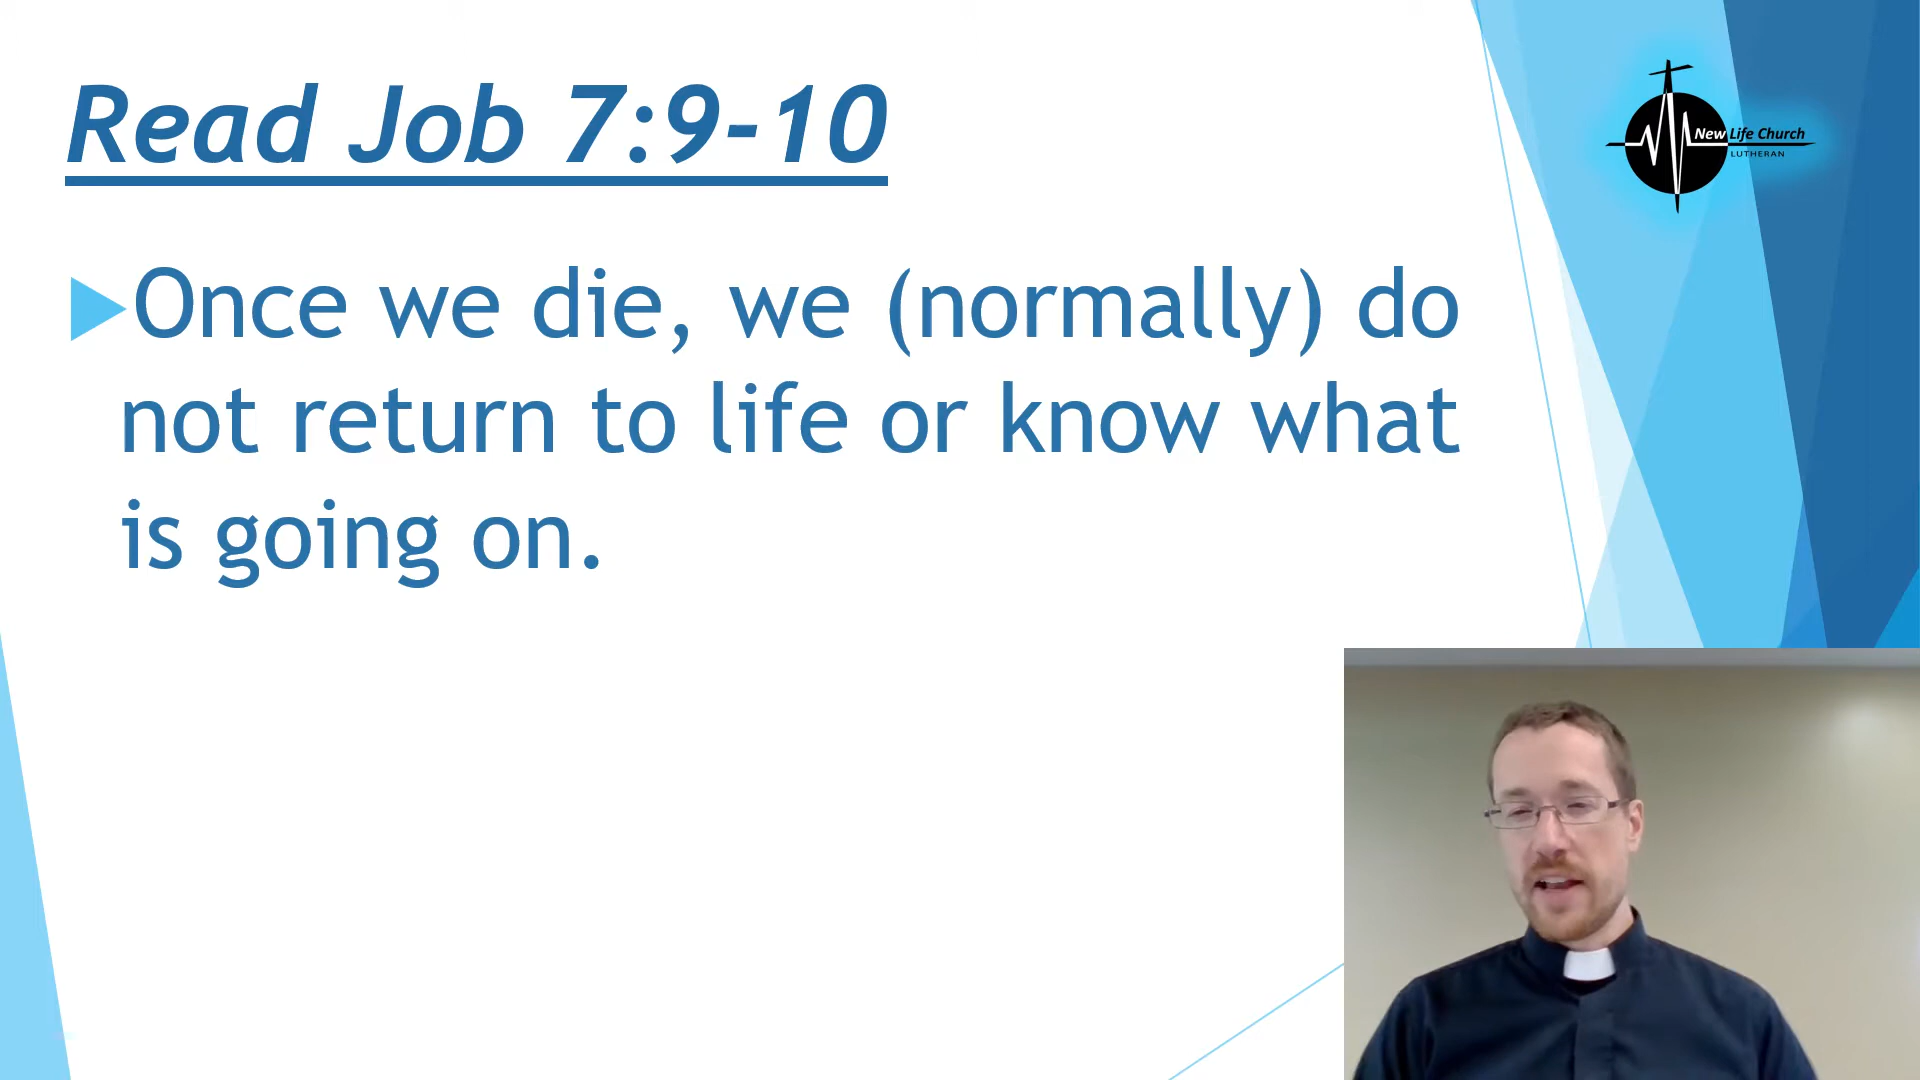 Read Job 7:9-10
New Life Church
LUTHERAN
Once we die, we (normally) do
not return to life or know what
is going on.